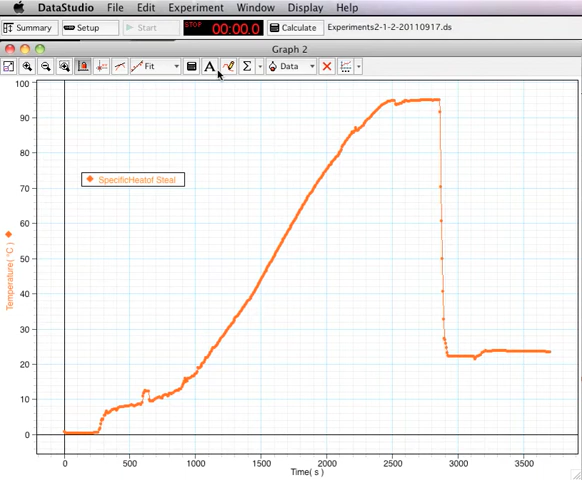 DataStudio File Edit Experiment Window Display Help
Summary Setup Start STOP 00:00.0 Calculate Experiments2-1-2-20110917.ds
Graph 2
Fit A Σ Data
100
90
80
70
60
50
40
30
20
10
0
SpecificHeatof Steal
Temperature( °C )
0 500 1000 1500 2000 2500 3000 3500
Time( s )